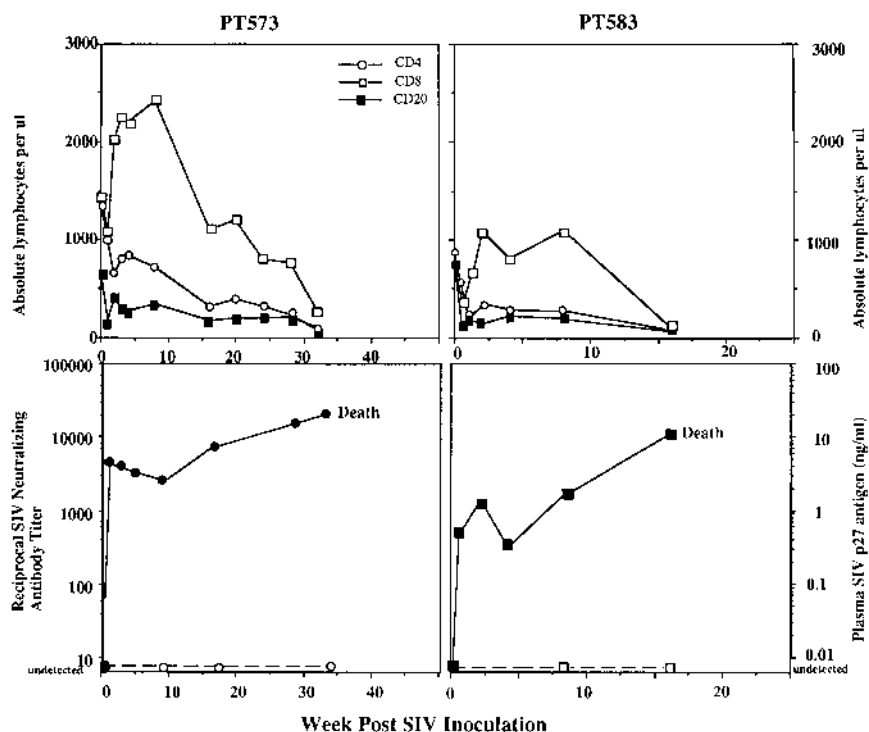 PT573
PT583
3000
2000
1000
0
Absolute lymphocytes per ul
CD4
CD8
CD20
0 10 20 30 40
0 10 20
3000
2000
1000
0
Absolute lymphocytes per ul
100000
10000
1000
100
10
undetected
Reciprocal SIV Neutralizing
Antibody Titer
Death
0 10 20 30 40
Death
0 5 10 15 20
100
10
1
0.1
0.01
undetected
Plasma SIV p27 antigen (ng/ml)
Week Post SIV Inoculation